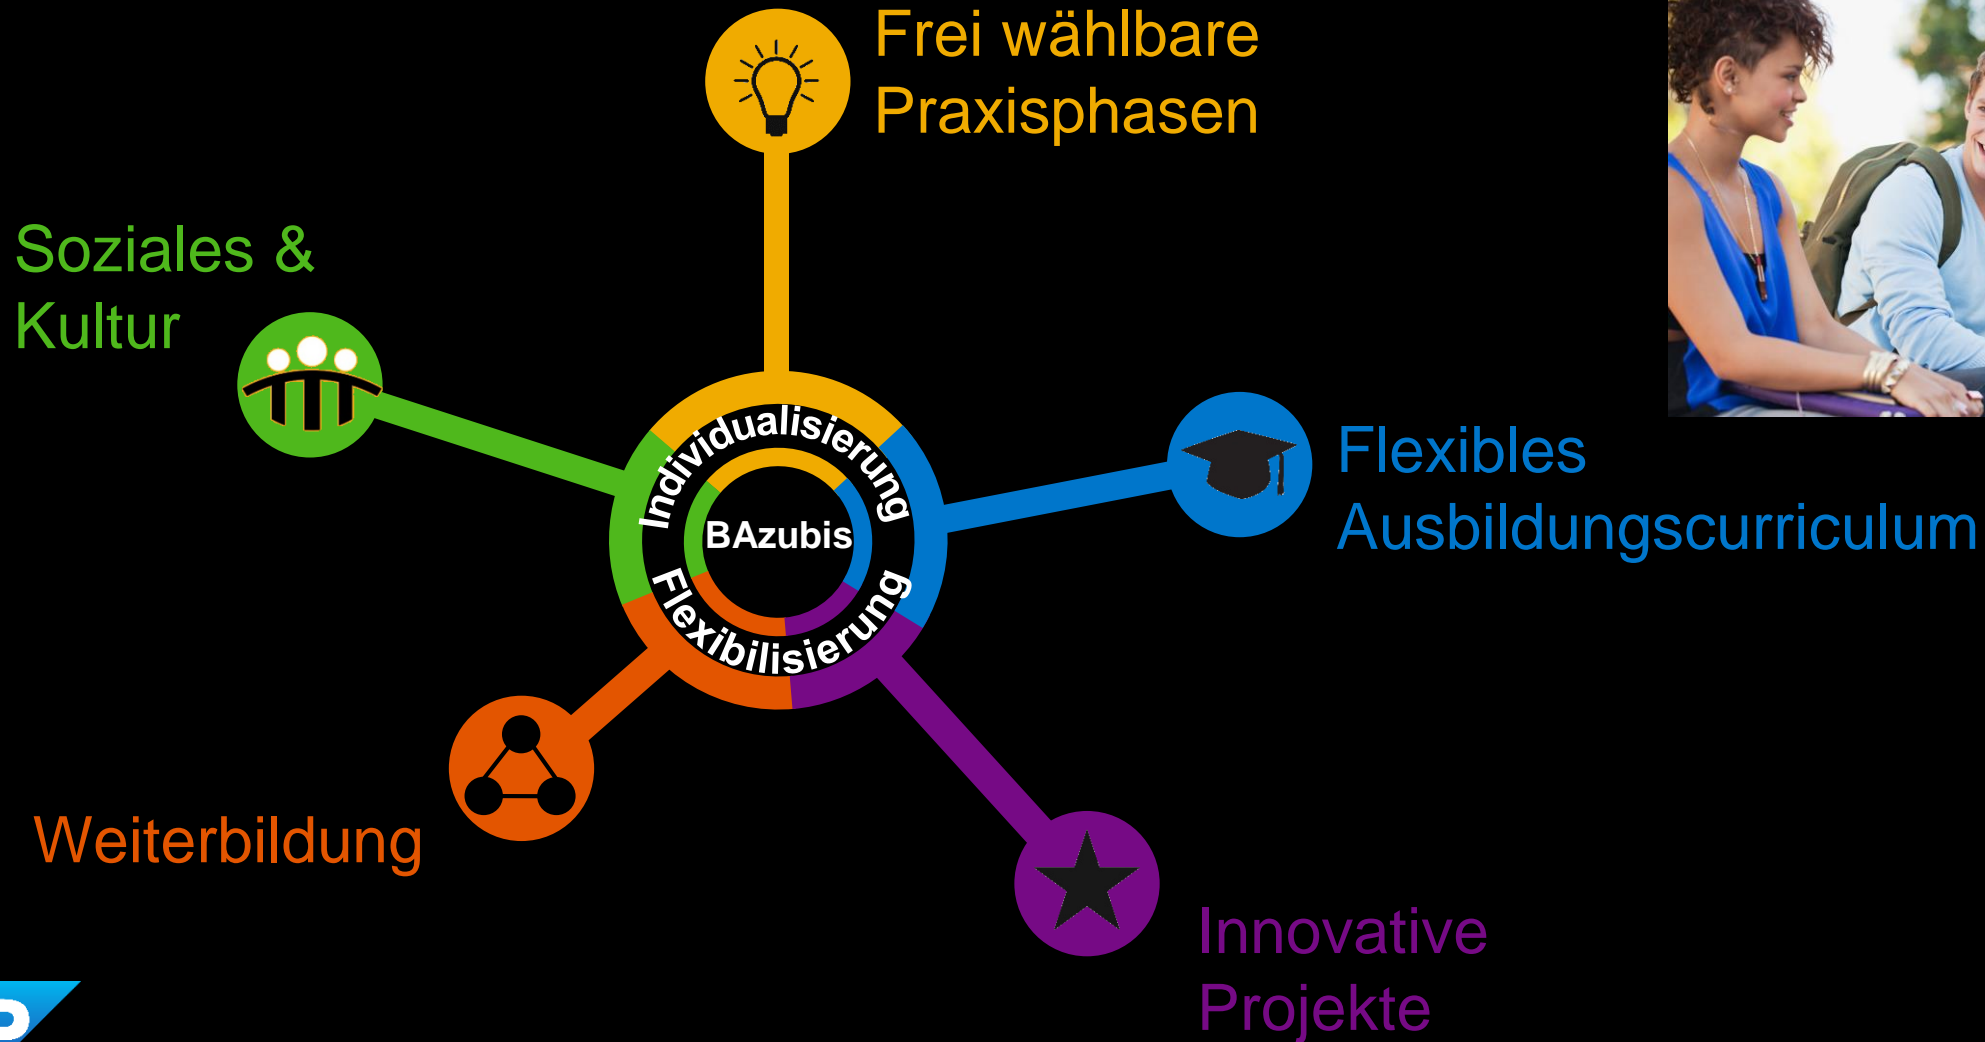 Frei wählbare
Praxisphasen
Soziales &
Kultur
Individualisierung
BAzubis
Flexibilisierung
Flexibles
Ausbildungscurriculum
Weiterbildung
Innovative
Projekte
P